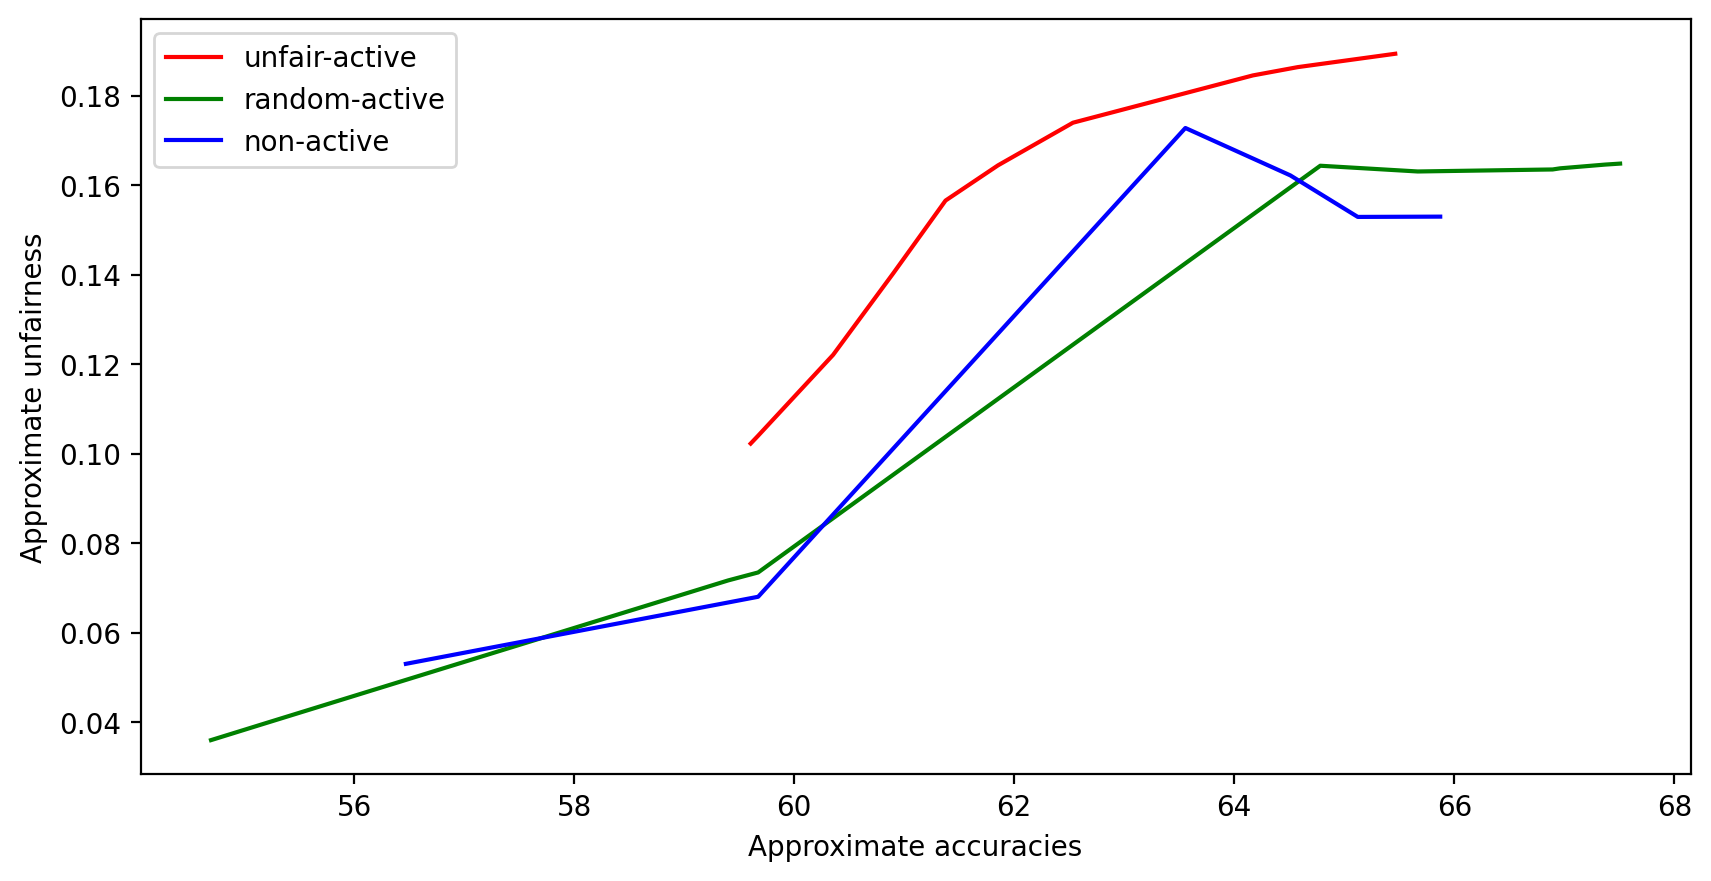 unfair-active
random-active
non-active
0.18
0.16
0.14
0.12
0.10
0.08
0.06
0.04
Approximate unfairness
56 58 60 62 64 66 68
Approximate accuracies